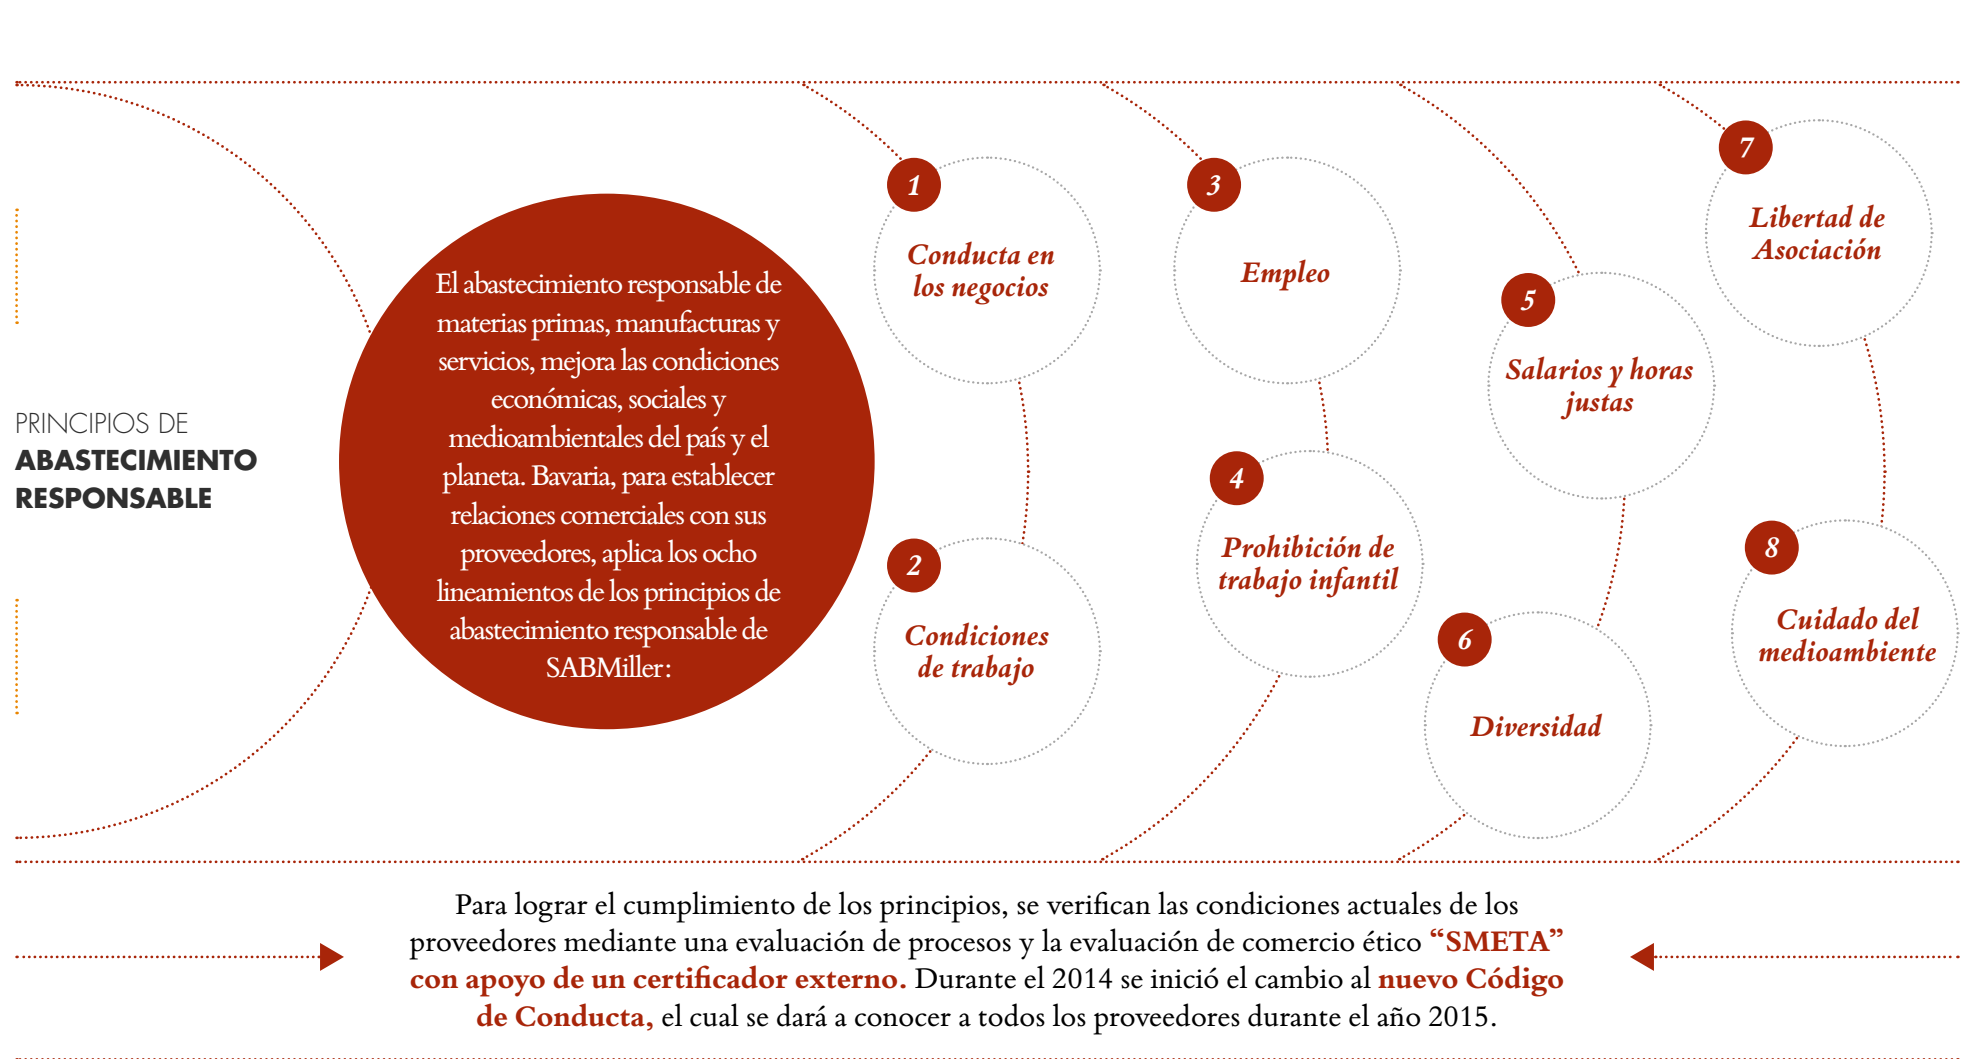 PRINCIPIOS DE
ABASTECIMIENTO
RESPONSABLE
El abastecimiento responsable de
materias primas, manufacturas y
servicios, mejora las condiciones
económicas, sociales y
medioambientales del país y el
planeta. Bavaria, para establecer
relaciones comerciales con sus
proveedores, aplica los ocho
lineamientos de los principios de
abastecimiento responsable de
SABMiller:
1
Conducta en
los negocios
2
Condiciones
de trabajo
3
Empleo
4
Prohibición de
trabajo infantil
5
Salarios y horas
justas
6
Diversidad
7
Libertad de
Asociación
8
Cuidado del
medioambiente
Para lograr el cumplimiento de los principios, se verifican las condiciones actuales de los
proveedores mediante una evaluación de procesos y la evaluación de comercio ético “SMETA”
con apoyo de un certificador externo. Durante el 2014 se inició el cambio al nuevo Código
de Conducta, el cual se dará a conocer a todos los proveedores durante el año 2015.